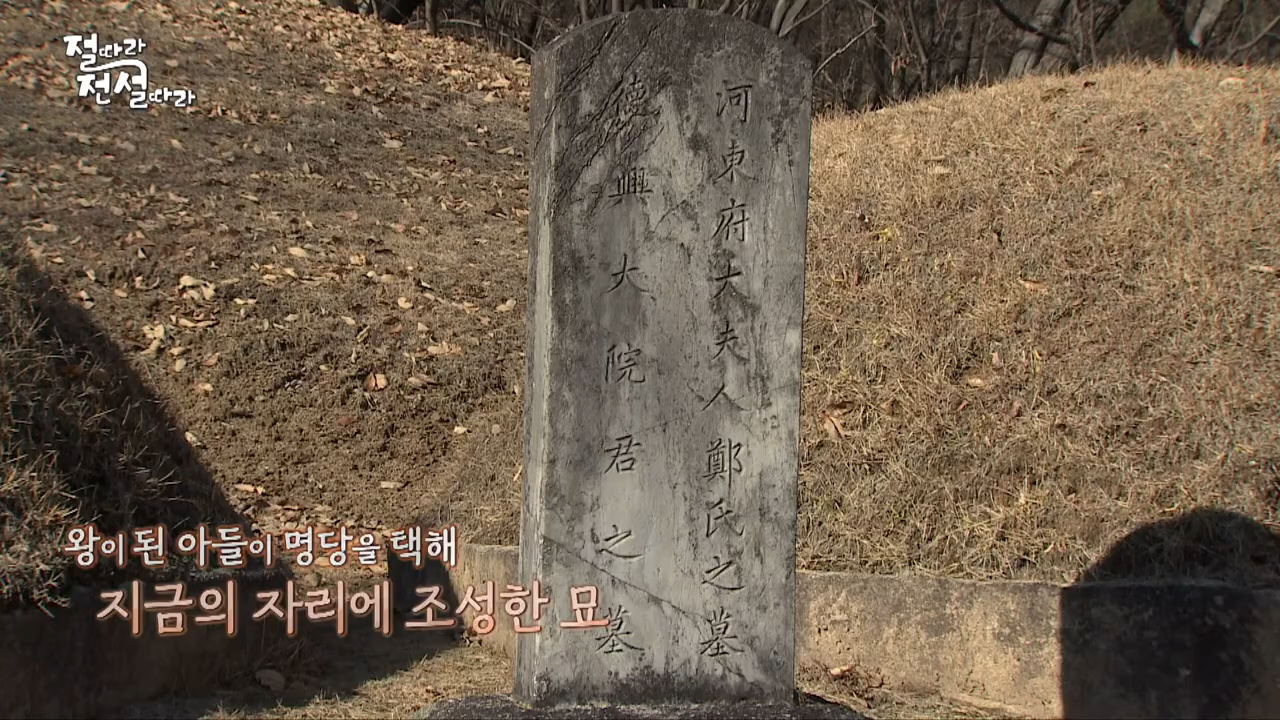 절따라
전설따라
河東府大夫人鄭氏之墓
德興大院君之墓
왕이 된 아들이 명당을 택해
지금의 자리에 조성한 묘